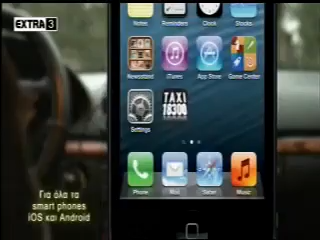 EXTRA 3
Notes Reminders Clock Stocks
Newsstand iTunes App Store Game Center
TAXI
18300
Settings
Phone Mail Safari Music
Για όλα τα
smart phones
iOS και Android